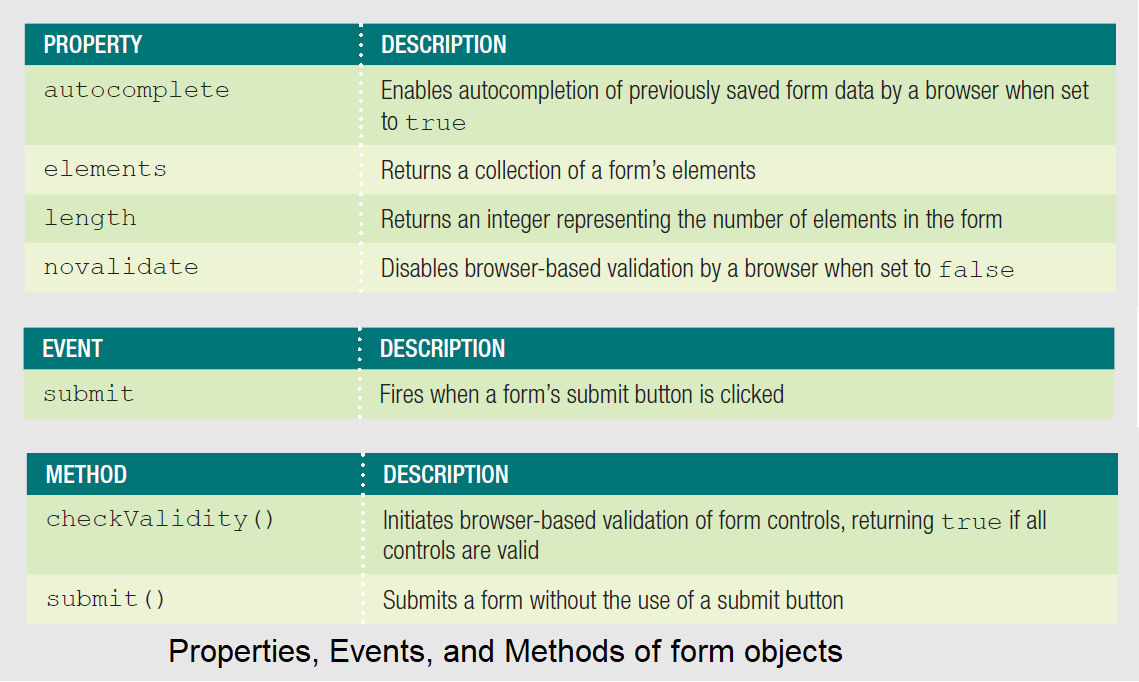 PROPERTY DESCRIPTION
autocomplete Enables autocompletion of previously saved form data by a browser when set
to true
elements Returns a collection of a form’s elements
length Returns an integer representing the number of elements in the form
novalidate Disables browser-based validation by a browser when set to false
EVENT DESCRIPTION
submit Fires when a form’s submit button is clicked
METHOD DESCRIPTION
checkValidity() Initiates browser-based validation of form controls, returning true if all
controls are valid
submit() Submits a form without the use of a submit button
Properties, Events, and Methods of form objects